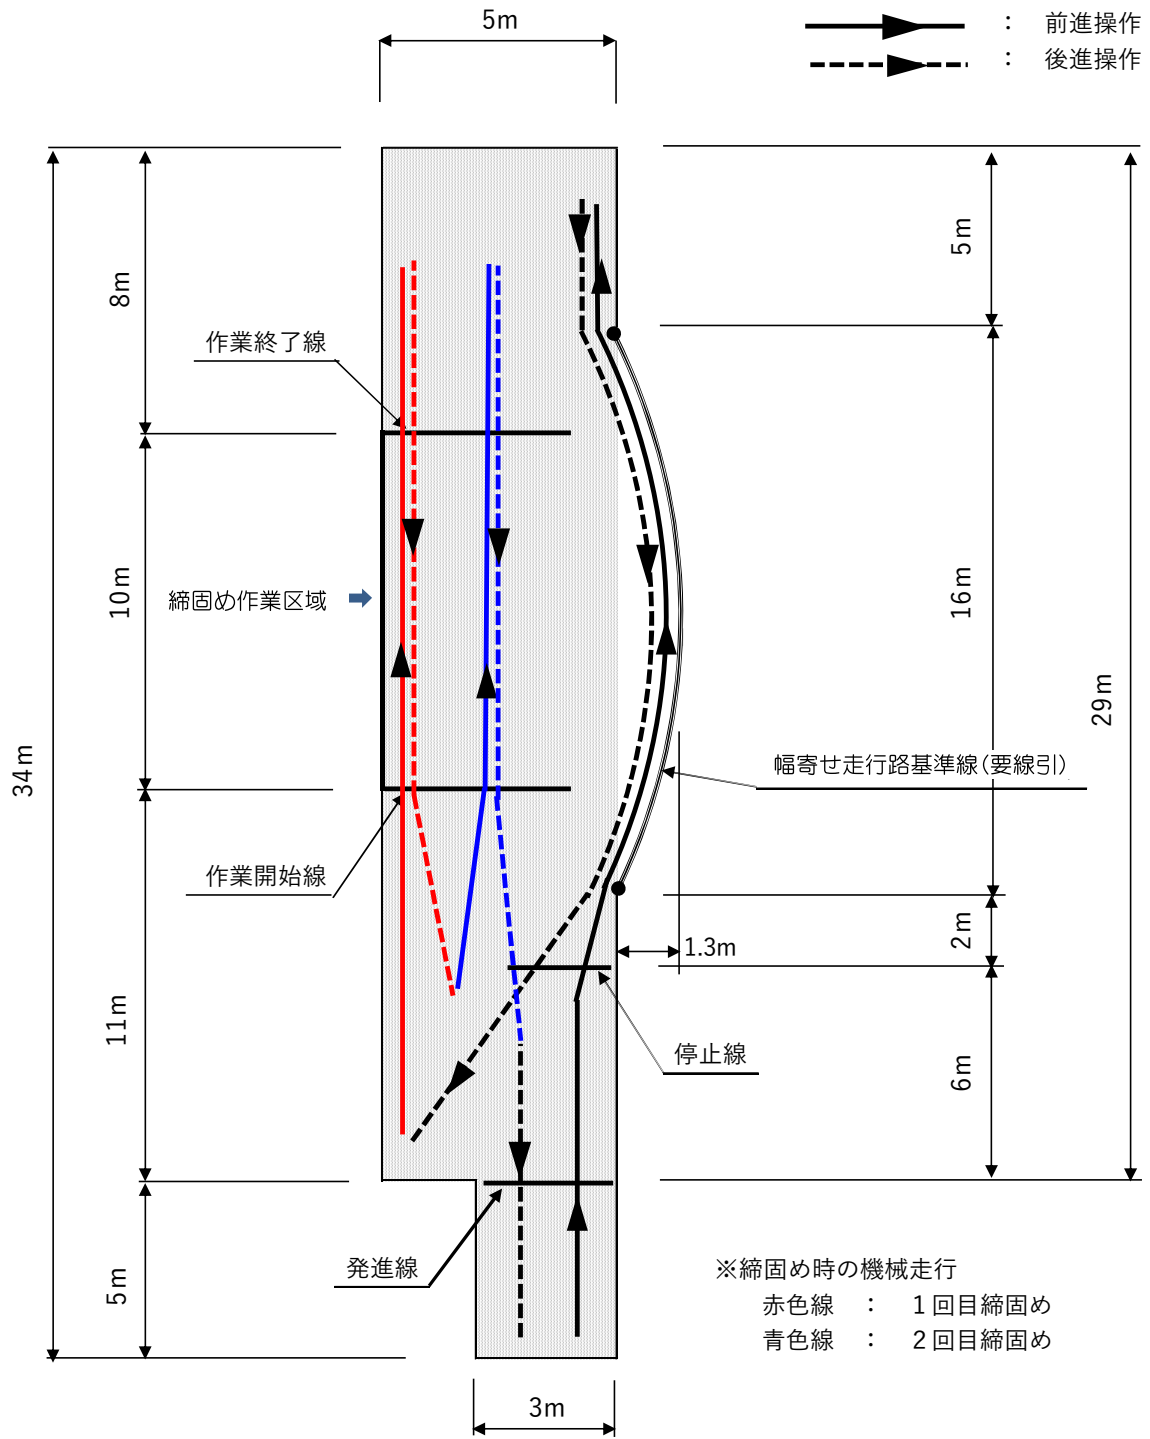 5m
： 前進操作
： 後進操作
5m
8m
作業終了線
10m
締固め作業区域
16m
29m
34m
幅寄せ走行路基準線（要線引）
作業開始線
2m
1.3m
11m
停止線
6m
発進線
5m
※締固め時の機械走行
赤色線 ： 1回目締固め
青色線 ： 2回目締固め
3m